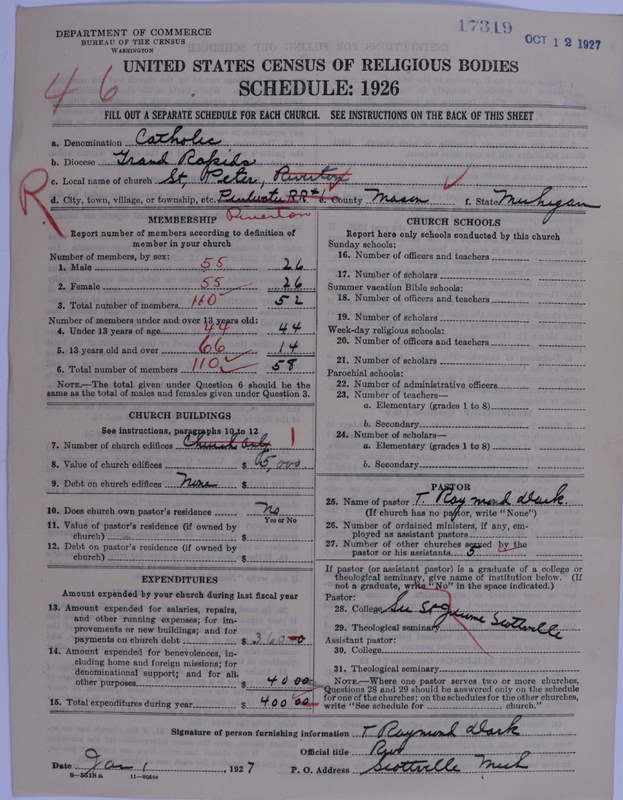 17319
OCT 12 1927
DEPARTMENT OF COMMERCE
BUREAU OF THE CENSUS
WASHINGTON
46
UNITED STATES CENSUS OF RELIGIOUS BODIES
SCHEDULE: 1926
FILL OUT A SEPARATE SCHEDULE FOR EACH CHURCH. SEE INSTRUCTIONS ON THE BACK OF THIS SHEET
a. Denomination Catholic
b. Diocese Grand Rapids
R
c. Local name of church St, Peter, Riverton
d. City, town, village, or township, etc. RR#1 e. County Mason f. State Michigan
Riverton
MEMBERSHIP
Report number of members according to definition of
member in your church
Number of members, by sex:
1. Male 55 26
2. Female 55 26
3. Total number of members 110 52
Number of members under and over 13 years old:
4. Under 13 years of age 44 44
5. 13 years old and over 66 14
6. Total number of members 110 58
NOTE.—The total given under Question 6 should be the
same as the total of males and females given under Question 3.
CHURCH BUILDINGS
See instructions, paragraphs 10 to 12
7. Number of church edifices Church only 1
8. Value of church edifices $ 5,000
9. Debt on church edifices None $
10. Does church own pastor's residence No
Yes or No
11. Value of pastor's residence (if owned by
church) $
12. Debt on pastor's residence (if owned by
church) $
EXPENDITURES
Amount expended by your church during last fiscal year
13. Amount expended for salaries, repairs,
and other running expenses; for im-
provements or new buildings; and for
payments on church debt $ 360
14. Amount expended for benevolences, in-
cluding home and foreign missions; for
denominational support; and for all
other purposes $ 40 00
15. Total expenditures during year $ 400 00
CHURCH SCHOOLS
Report here only schools conducted by this church
Sunday schools:
16. Number of officers and teachers
17. Number of scholars
Summer vacation Bible schools:
18. Number of officers and teachers
19. Number of scholars
Week-day religious schools:
20. Number of officers and teachers
21. Number of scholars
Parochial schools:
22. Number of administrative officers
23. Number of teachers—
a. Elementary (grades 1 to 8)
b. Secondary
24. Number of scholars—
a. Elementary (grades 1 to 8)
b. Secondary
PASTOR
25. Name of pastor T. Raymond Dark.
(If church has no pastor, write "None")
26. Number of ordained ministers, if any, em-
ployed as assistant pastors
27. Number of other churches served by the
pastor or his assistants 5
If pastor (or assistant pastor) is a graduate of a college or
theological seminary, give name of institution below. (If
not a graduate, write "No" in the space indicated.)
Pastor:
28. College See St Jerome Scottville
29. Theological seminary
Assistant pastor:
30. College
31. Theological seminary
NOTE.—Where one pastor serves two or more churches,
Questions 28 and 29 should be answered only on the schedule
for one of the churches; on the schedules for the other churches,
write "See schedule for church."
Signature of person furnishing information T Raymond Dark
Official title Rev
Date Jan 1, 1927 P. O. Address Scottville Mich
8—5518 a